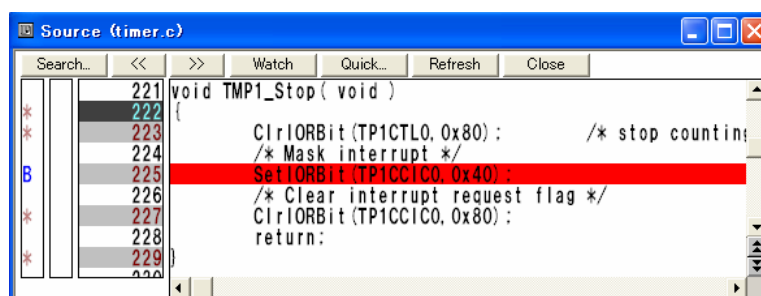 Source (timer.c)
Search... << >> Watch Quick... Refresh Close
221 void TMP1_Stop( void )
* 222 {
* 223 ClrIORBit(TP1CTL0, 0x80); /* stop counting
224 /* Mask interrupt */
B 225 SetIORBit(TP1CCIC0, 0x40);
226 /* Clear interrupt request flag */
* 227 ClrIORBit(TP1CCIC0, 0x80);
228 return;
* 229 }